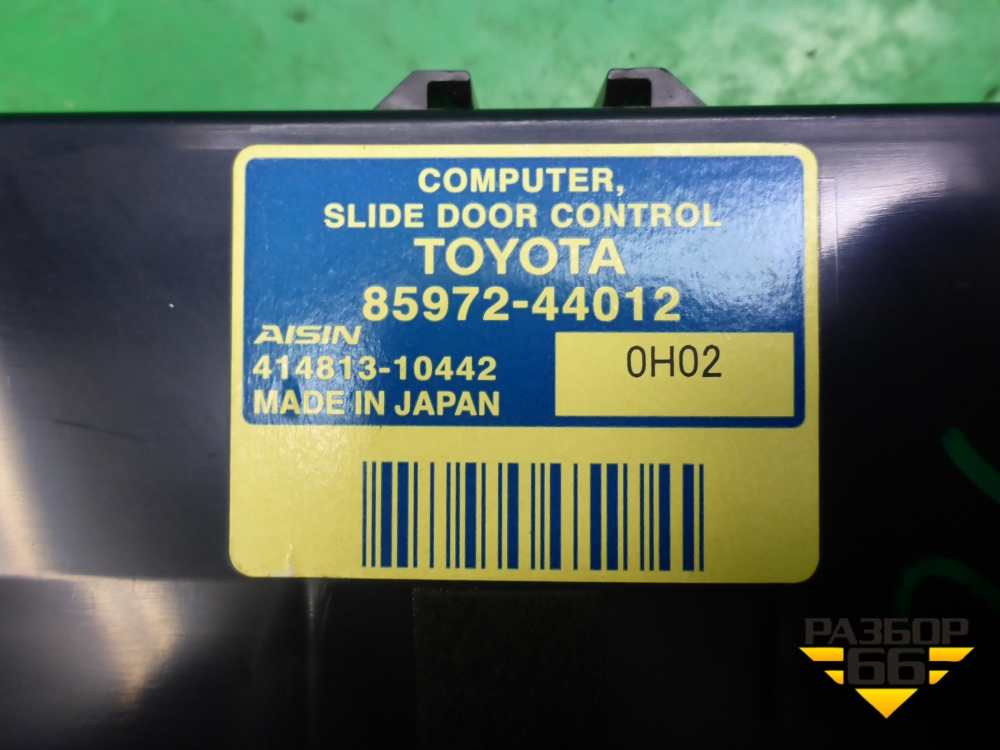 COMPUTER,
SLIDE DOOR CONTROL
TOYOTA
85972-44012
AISIN
414813-10442
0H02
MADE IN JAPAN
РАЗБОР
66